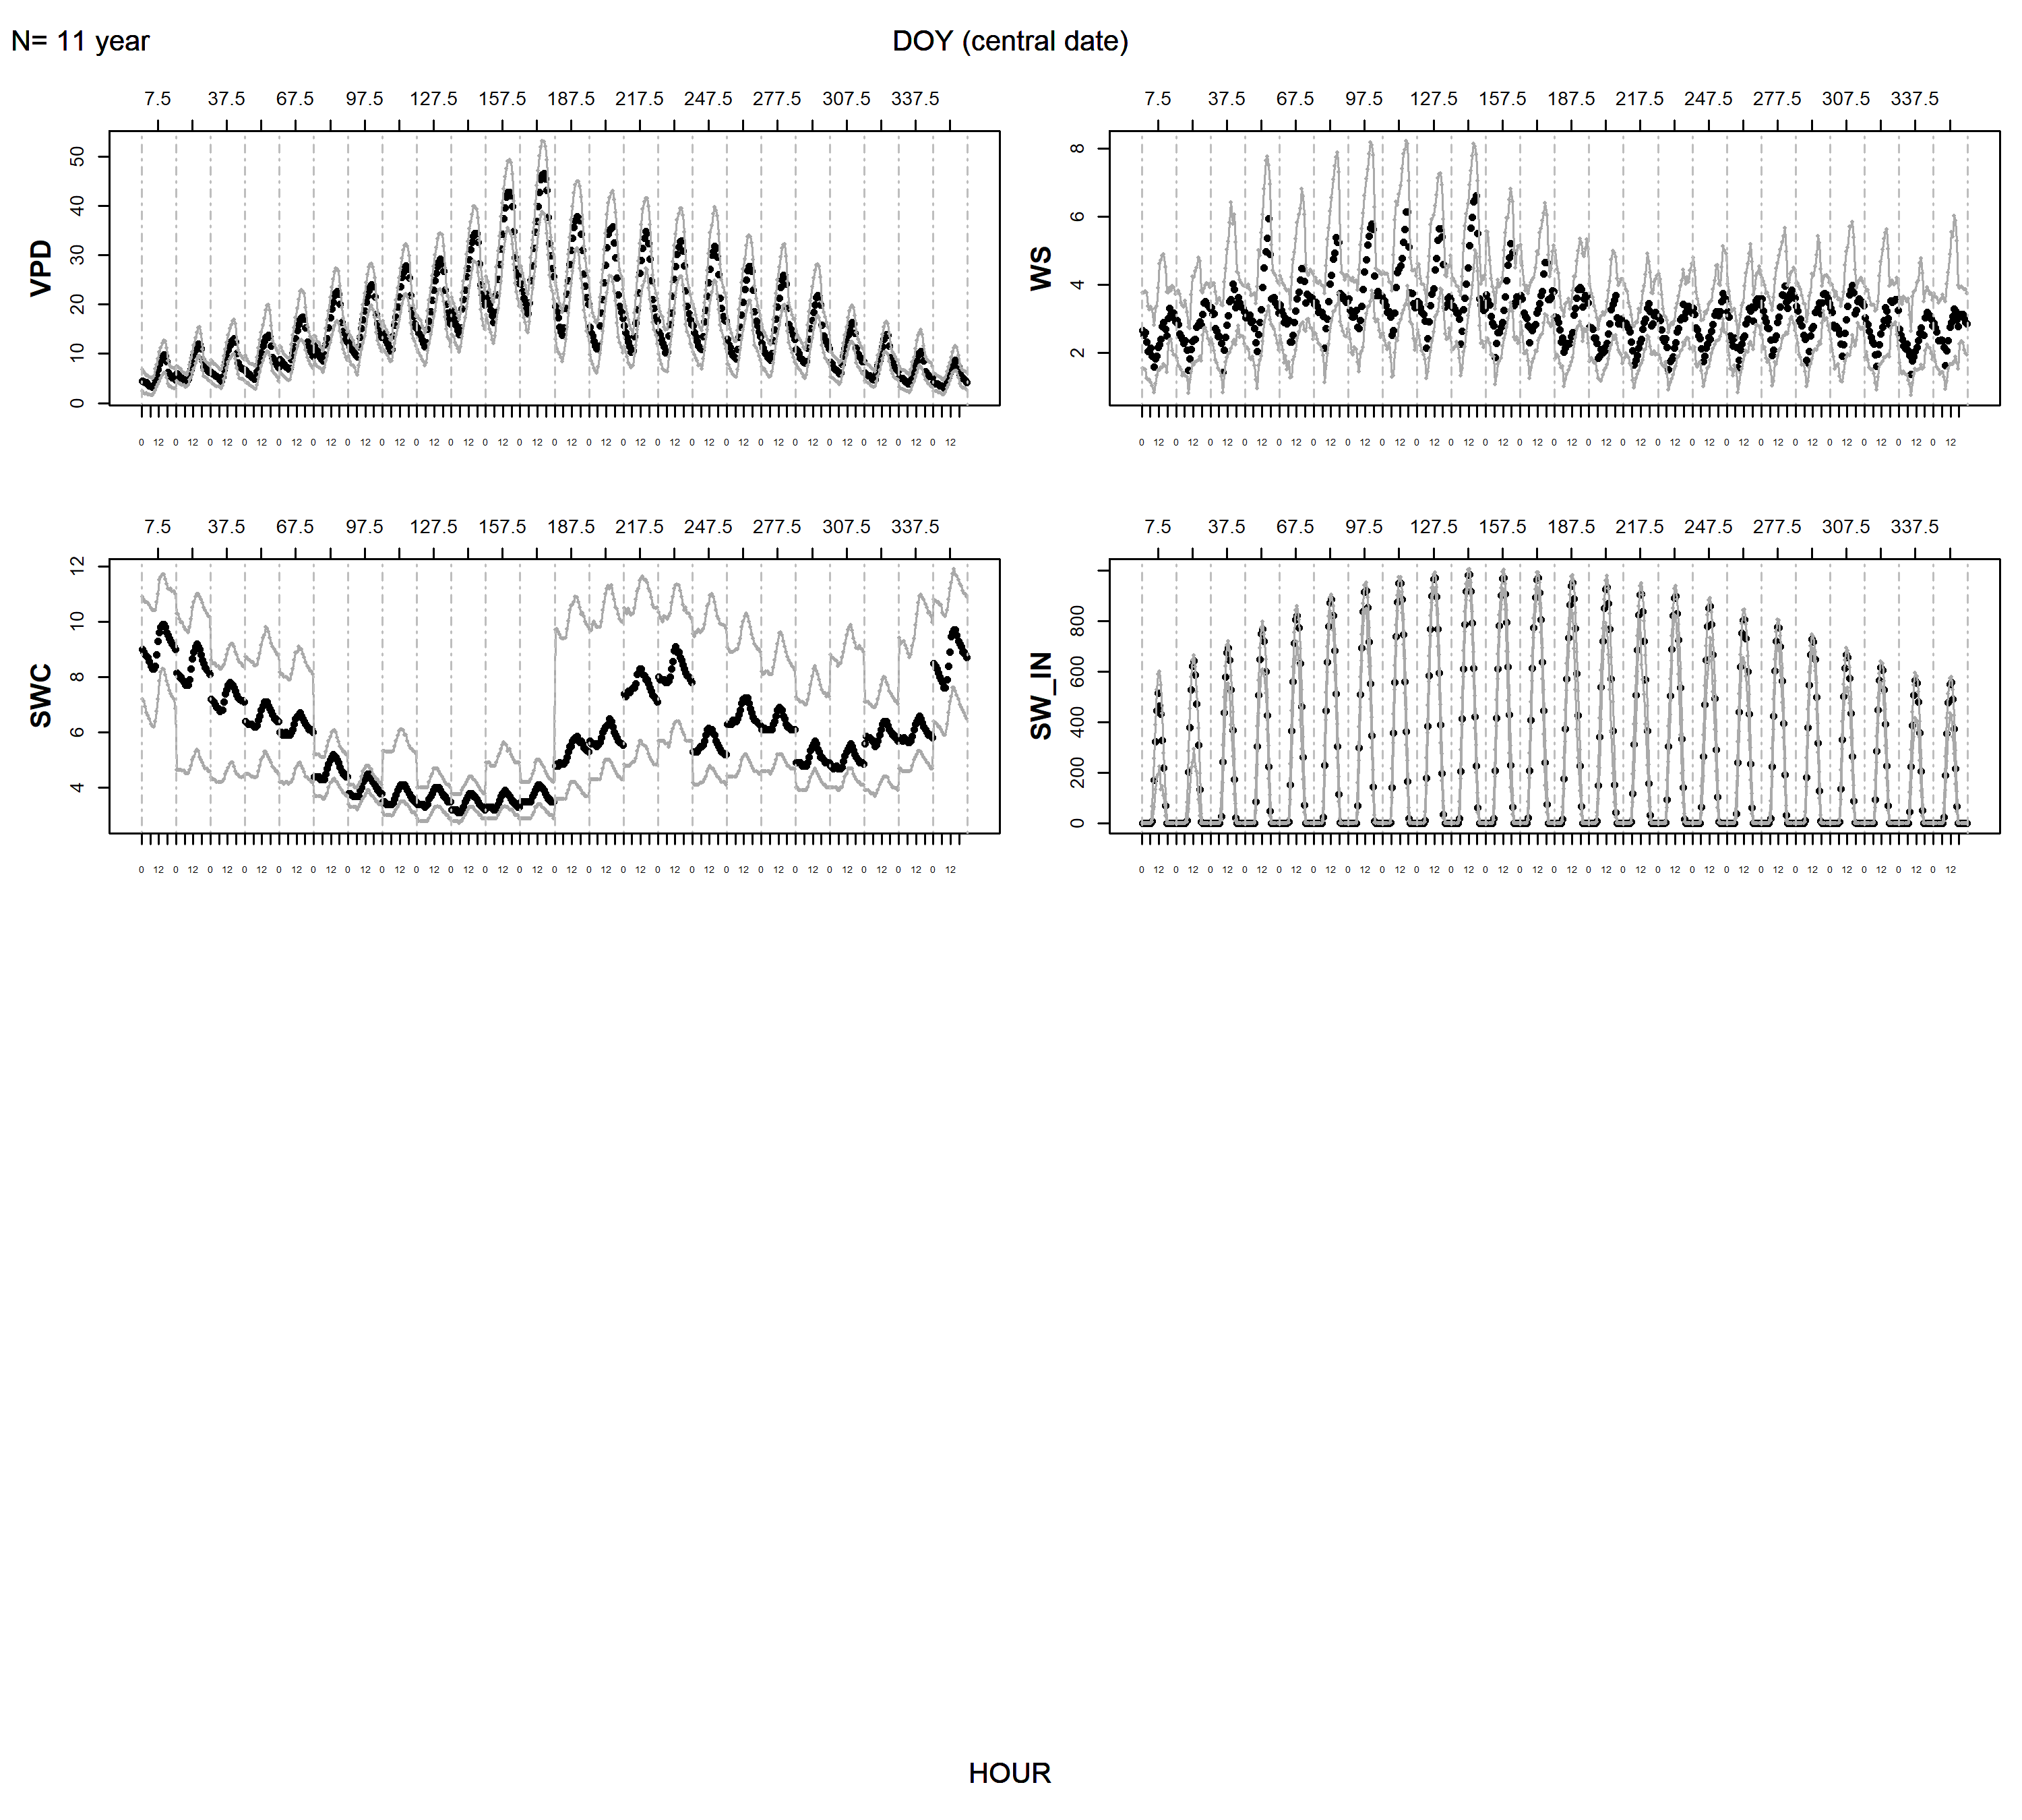 N= 11 year
DOY (central date)
7.5 37.5 67.5 97.5 127.5 157.5 187.5 217.5 247.5 277.5 307.5 337.5
VPD
0 10 20 30 40 50
0 12 0 12 0 12 0 12 0 12 0 12 0 12 0 12 0 12 0 12 0 12 0 12 0 12 0 12 0 12 0 12 0 12 0 12 0 12 0 12 0 12 0 12 0 12 0 12
7.5 37.5 67.5 97.5 127.5 157.5 187.5 217.5 247.5 277.5 307.5 337.5
WS
2 4 6 8
0 12 0 12 0 12 0 12 0 12 0 12 0 12 0 12 0 12 0 12 0 12 0 12 0 12 0 12 0 12 0 12 0 12 0 12 0 12 0 12 0 12 0 12 0 12 0 12
7.5 37.5 67.5 97.5 127.5 157.5 187.5 217.5 247.5 277.5 307.5 337.5
SWC
4 6 8 10 12
0 12 0 12 0 12 0 12 0 12 0 12 0 12 0 12 0 12 0 12 0 12 0 12 0 12 0 12 0 12 0 12 0 12 0 12 0 12 0 12 0 12 0 12 0 12 0 12
7.5 37.5 67.5 97.5 127.5 157.5 187.5 217.5 247.5 277.5 307.5 337.5
SW_IN
0 200 400 600 800
0 12 0 12 0 12 0 12 0 12 0 12 0 12 0 12 0 12 0 12 0 12 0 12 0 12 0 12 0 12 0 12 0 12 0 12 0 12 0 12 0 12 0 12 0 12 0 12
HOUR